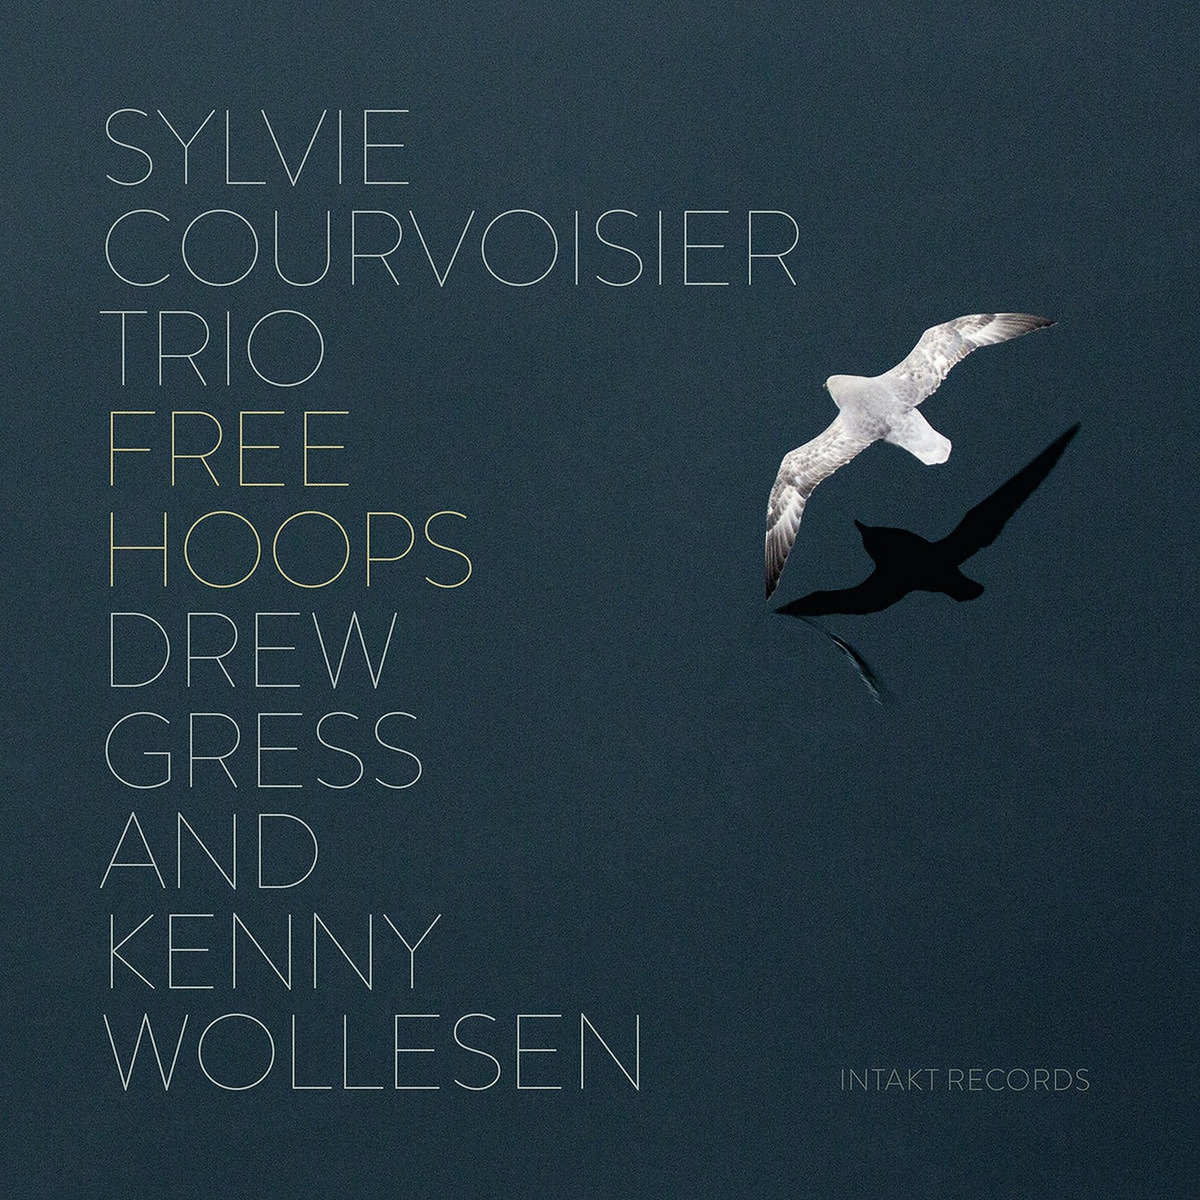 SYLVIE
COURVOISIER
TRIO
FREE
HOOPS
DREW
GRESS
AND
KENNY
WOLLESEN
INTAKT RECORDS